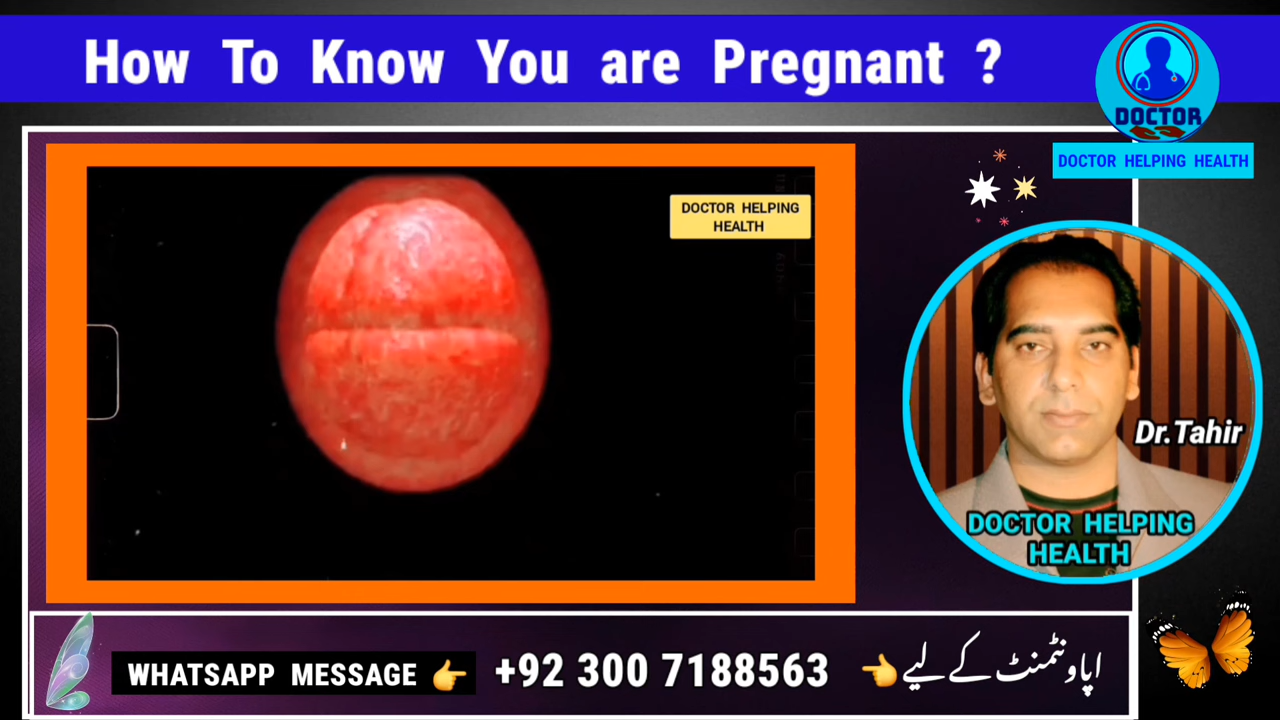 How To Know You are Pregnant ?
DOCTOR
DOCTOR HELPING HEALTH
DOCTOR HELPING
HEALTH
Dr.Tahir
DOCTOR HELPING
HEALTH
WHATSAPP MESSAGE 👉 +92 300 7188563 👈 اپاونٹمنٹ کے لیے